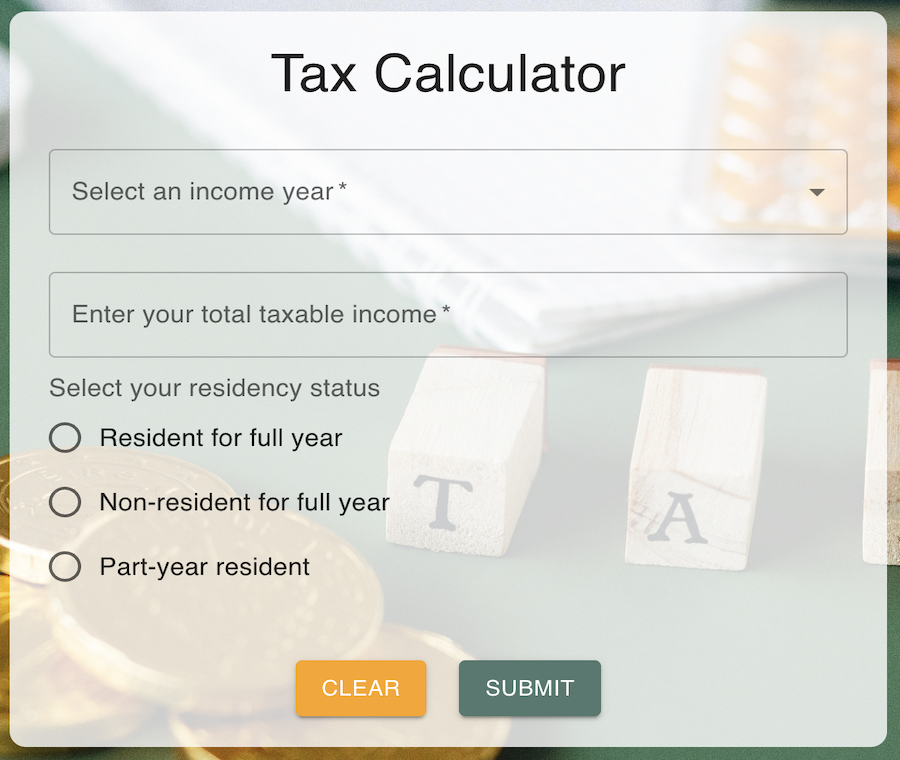 Tax Calculator
Select an income year *
Enter your total taxable income *
Select your residency status
Resident for full year
Non-resident for full year
Part-year resident
T A
CLEAR SUBMIT